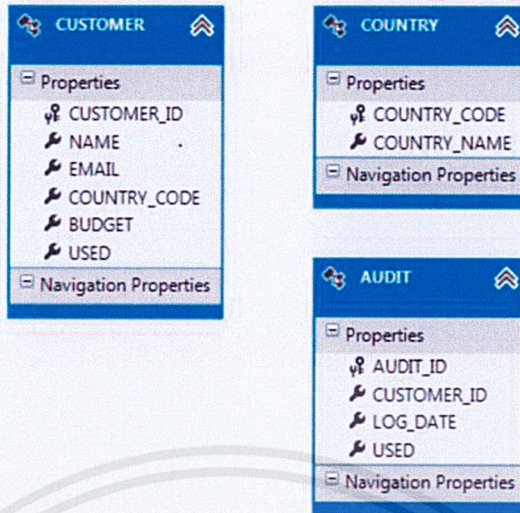 CUSTOMER
Properties
CUSTOMER_ID
NAME
EMAIL
COUNTRY_CODE
BUDGET
USED
Navigation Properties
COUNTRY
Properties
COUNTRY_CODE
COUNTRY_NAME
Navigation Properties
AUDIT
Properties
AUDIT_ID
CUSTOMER_ID
LOG_DATE
USED
Navigation Properties